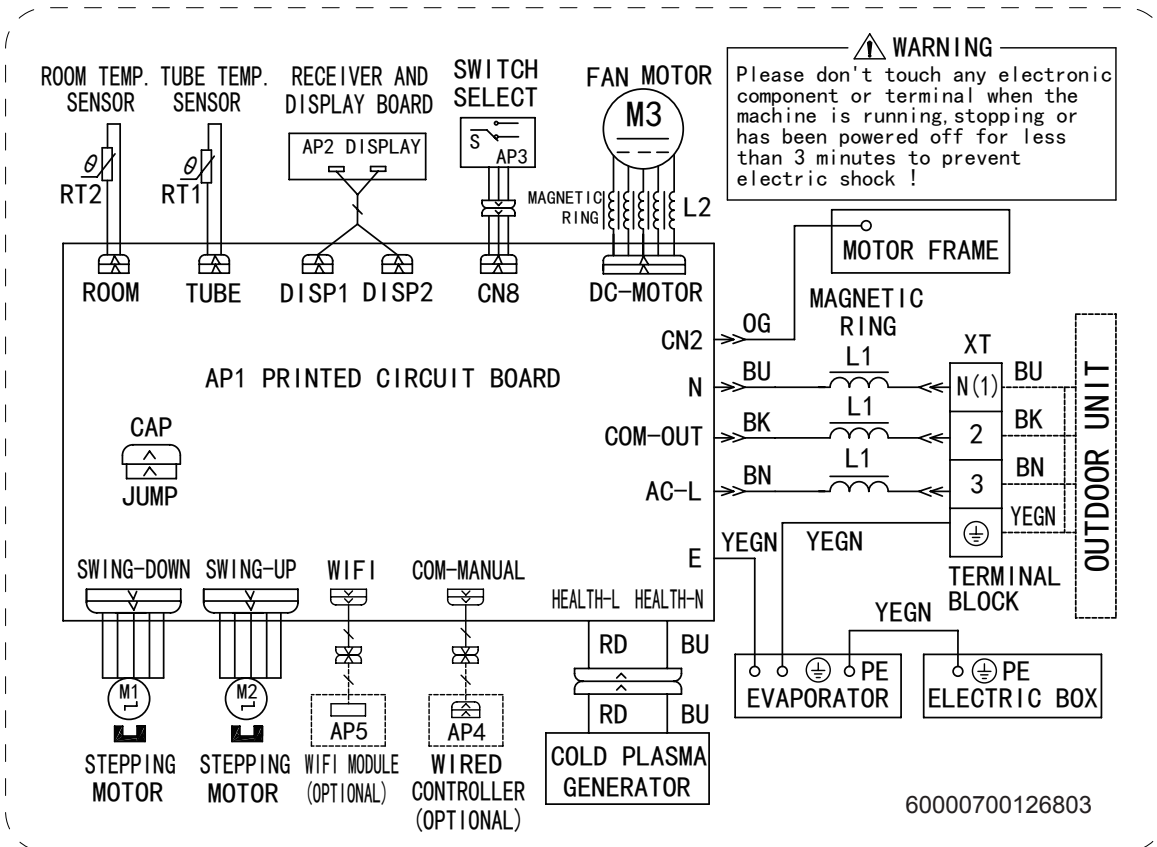 WARNING
Please don't touch any electronic
component or terminal when the
machine is running,stopping or
has been powered off for less
than 3 minutes to prevent
electric shock !
ROOM TEMP.
SENSOR
TUBE TEMP.
SENSOR
RECEIVER AND
DISPLAY BOARD
SWITCH
SELECT
FAN MOTOR
AP2 DISPLAY
S
AP3
M3
θ
RT2
θ
RT1
MAGNETIC
RING
L2
MOTOR FRAME
ROOM
TUBE
DISP1
DISP2
CN8
DC-MOTOR
MAGNETIC
RING
CN2
OG
XT
AP1 PRINTED CIRCUIT BOARD
N
BU
L1
N(1)
BU
COM-OUT
BK
L1
2
BK
AC-L
BN
L1
3
BN
YEGN
OUTDOOR UNIT
CAP
JUMP
E
YEGN
YEGN
TERMINAL
BLOCK
SWING-DOWN
SWING-UP
WIFI
COM-MANUAL
HEALTH-L
HEALTH-N
YEGN
RD
BU
PE
EVAPORATOR
PE
ELECTRIC BOX
M1
M2
AP5
AP4
RD
BU
STEPPING
MOTOR
STEPPING
MOTOR
WIFI MODULE
(OPTIONAL)
WIRED
CONTROLLER
(OPTIONAL)
COLD PLASMA
GENERATOR
60000700126803